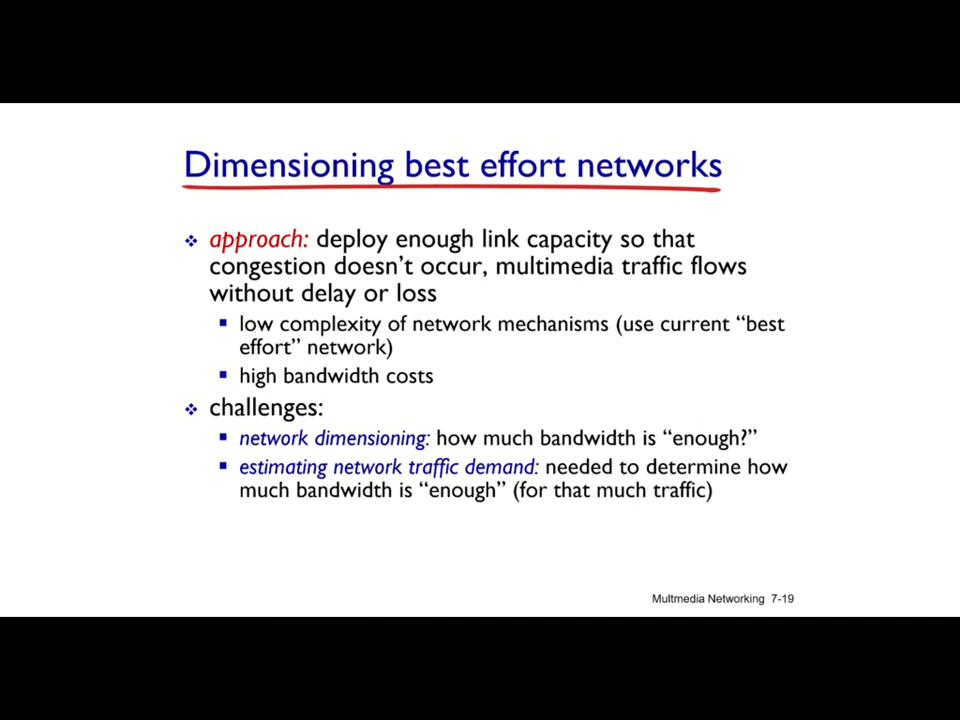 Dimensioning best effort networks
❖ approach: deploy enough link capacity so that
congestion doesn't occur, multimedia traffic flows
without delay or loss
▪ low complexity of network mechanisms (use current “best
effort” network)
▪ high bandwidth costs
❖ challenges:
▪ network dimensioning: how much bandwidth is “enough?”
▪ estimating network traffic demand: needed to determine how
much bandwidth is “enough” (for that much traffic)
Multmedia Networking 7-19